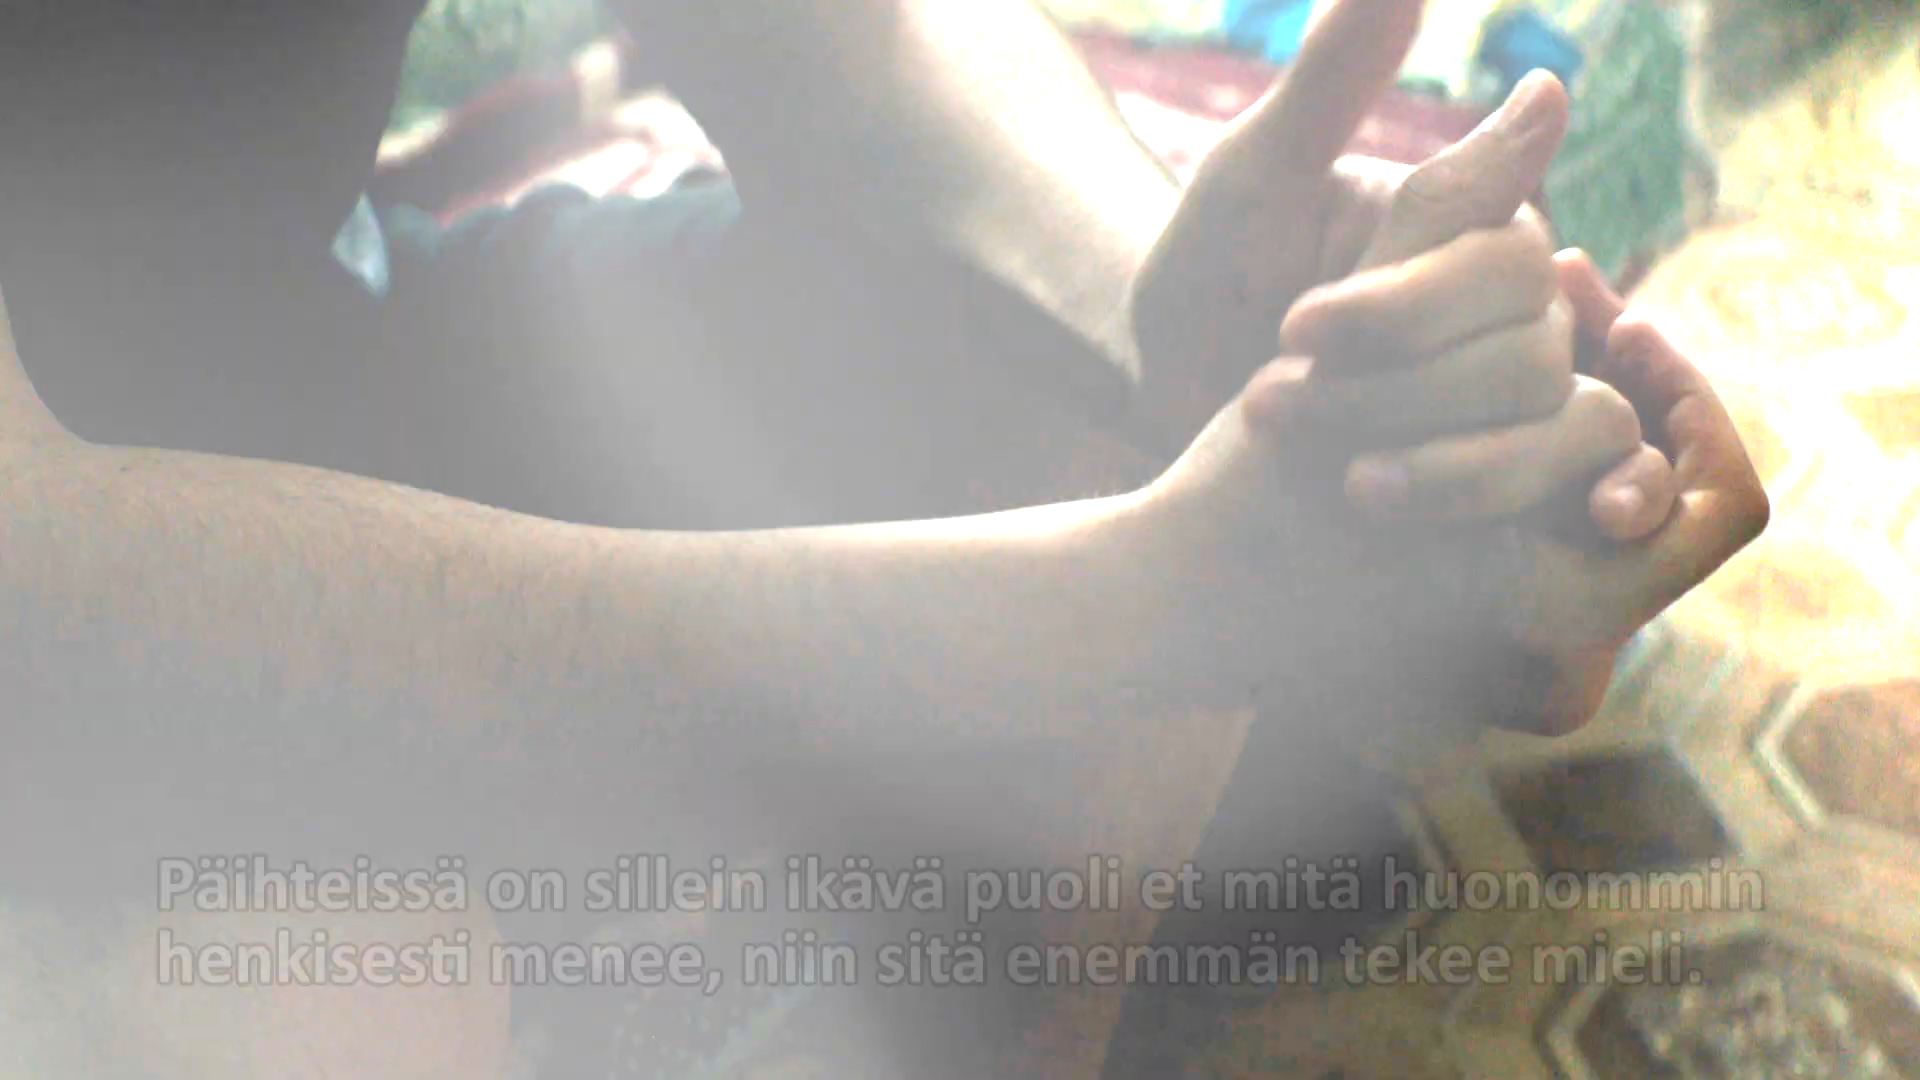 Päihteissä on sillein ikävä puoli et mitä huonommin
henkisesti menee, niin sitä enemmän tekee mieli.